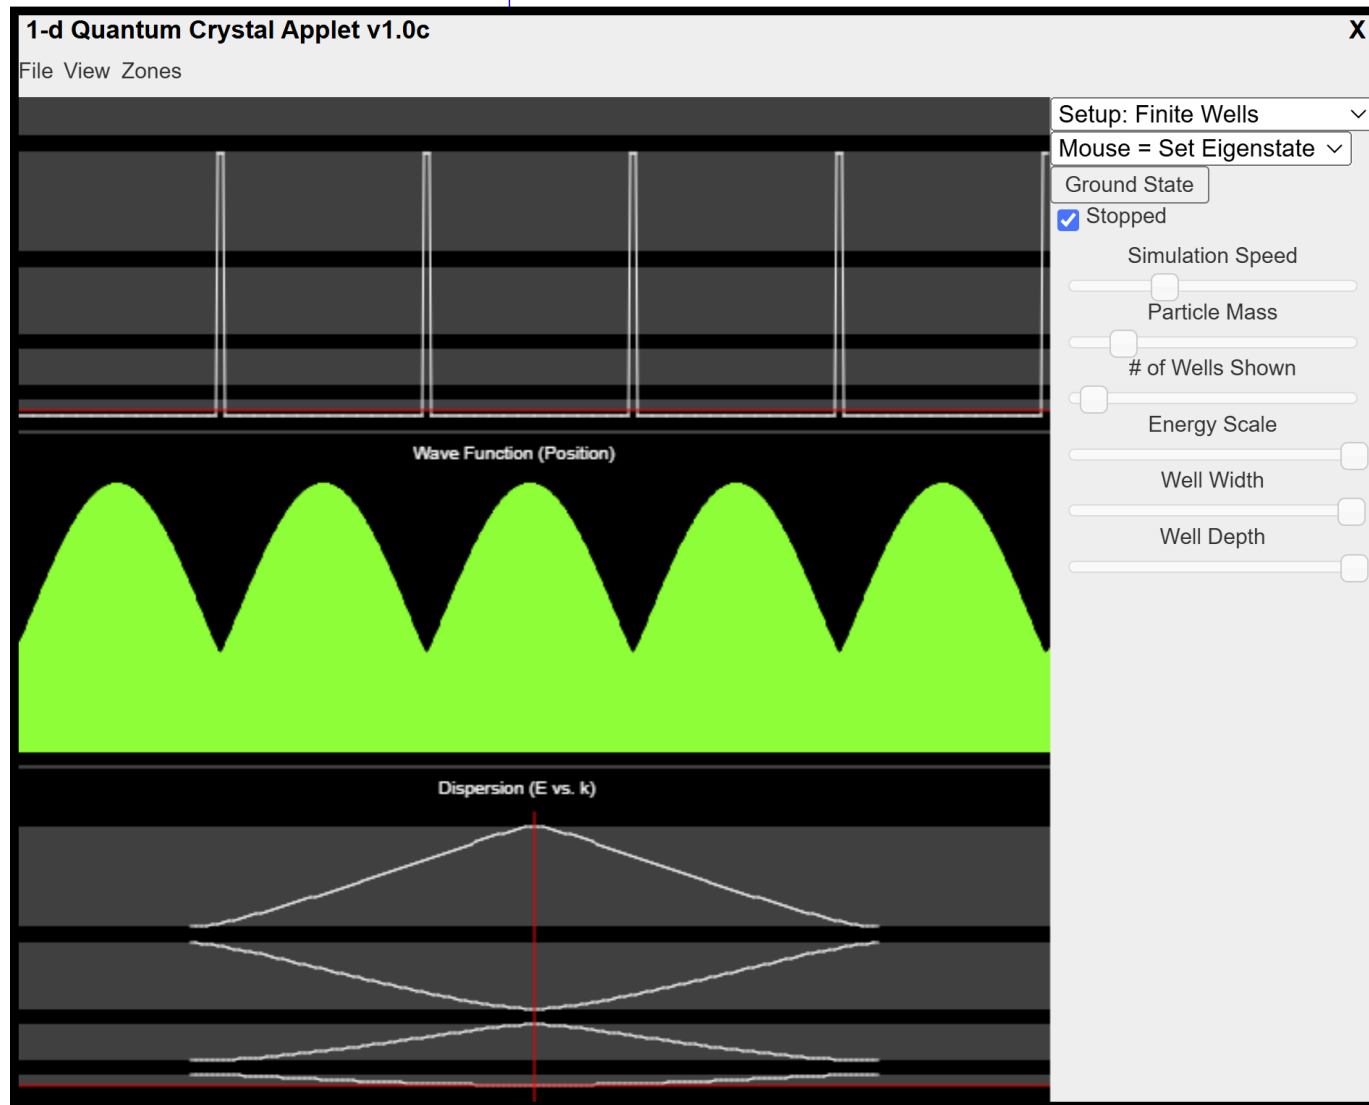 1-d Quantum Crystal Applet v1.0c X
File View Zones
Setup: Finite Wells
Mouse = Set Eigenstate
Ground State
Stopped
Simulation Speed
Particle Mass
# of Wells Shown
Energy Scale
Well Width
Well Depth
Wave Function (Position)
Dispersion (E vs. k)